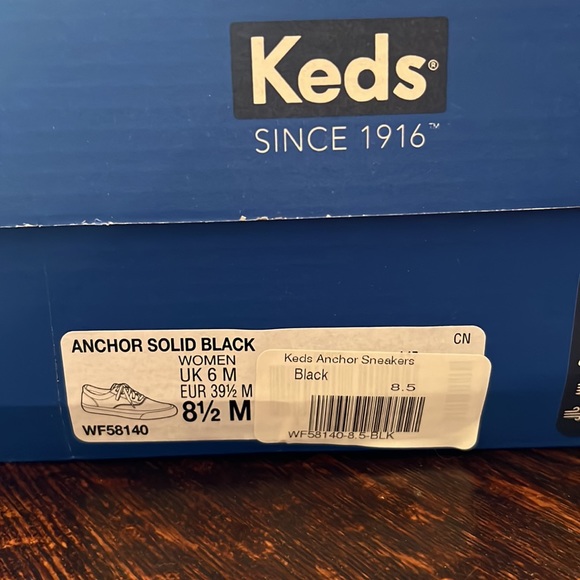 Keds®
SINCE 1916™
ANCHOR SOLID BLACK
CN
WOMEN
UK 6 M
EUR 39½ M
8½ M
WF58140
Keds Anchor Sneakers
Black
8.5
WF58140-8.5-BLK